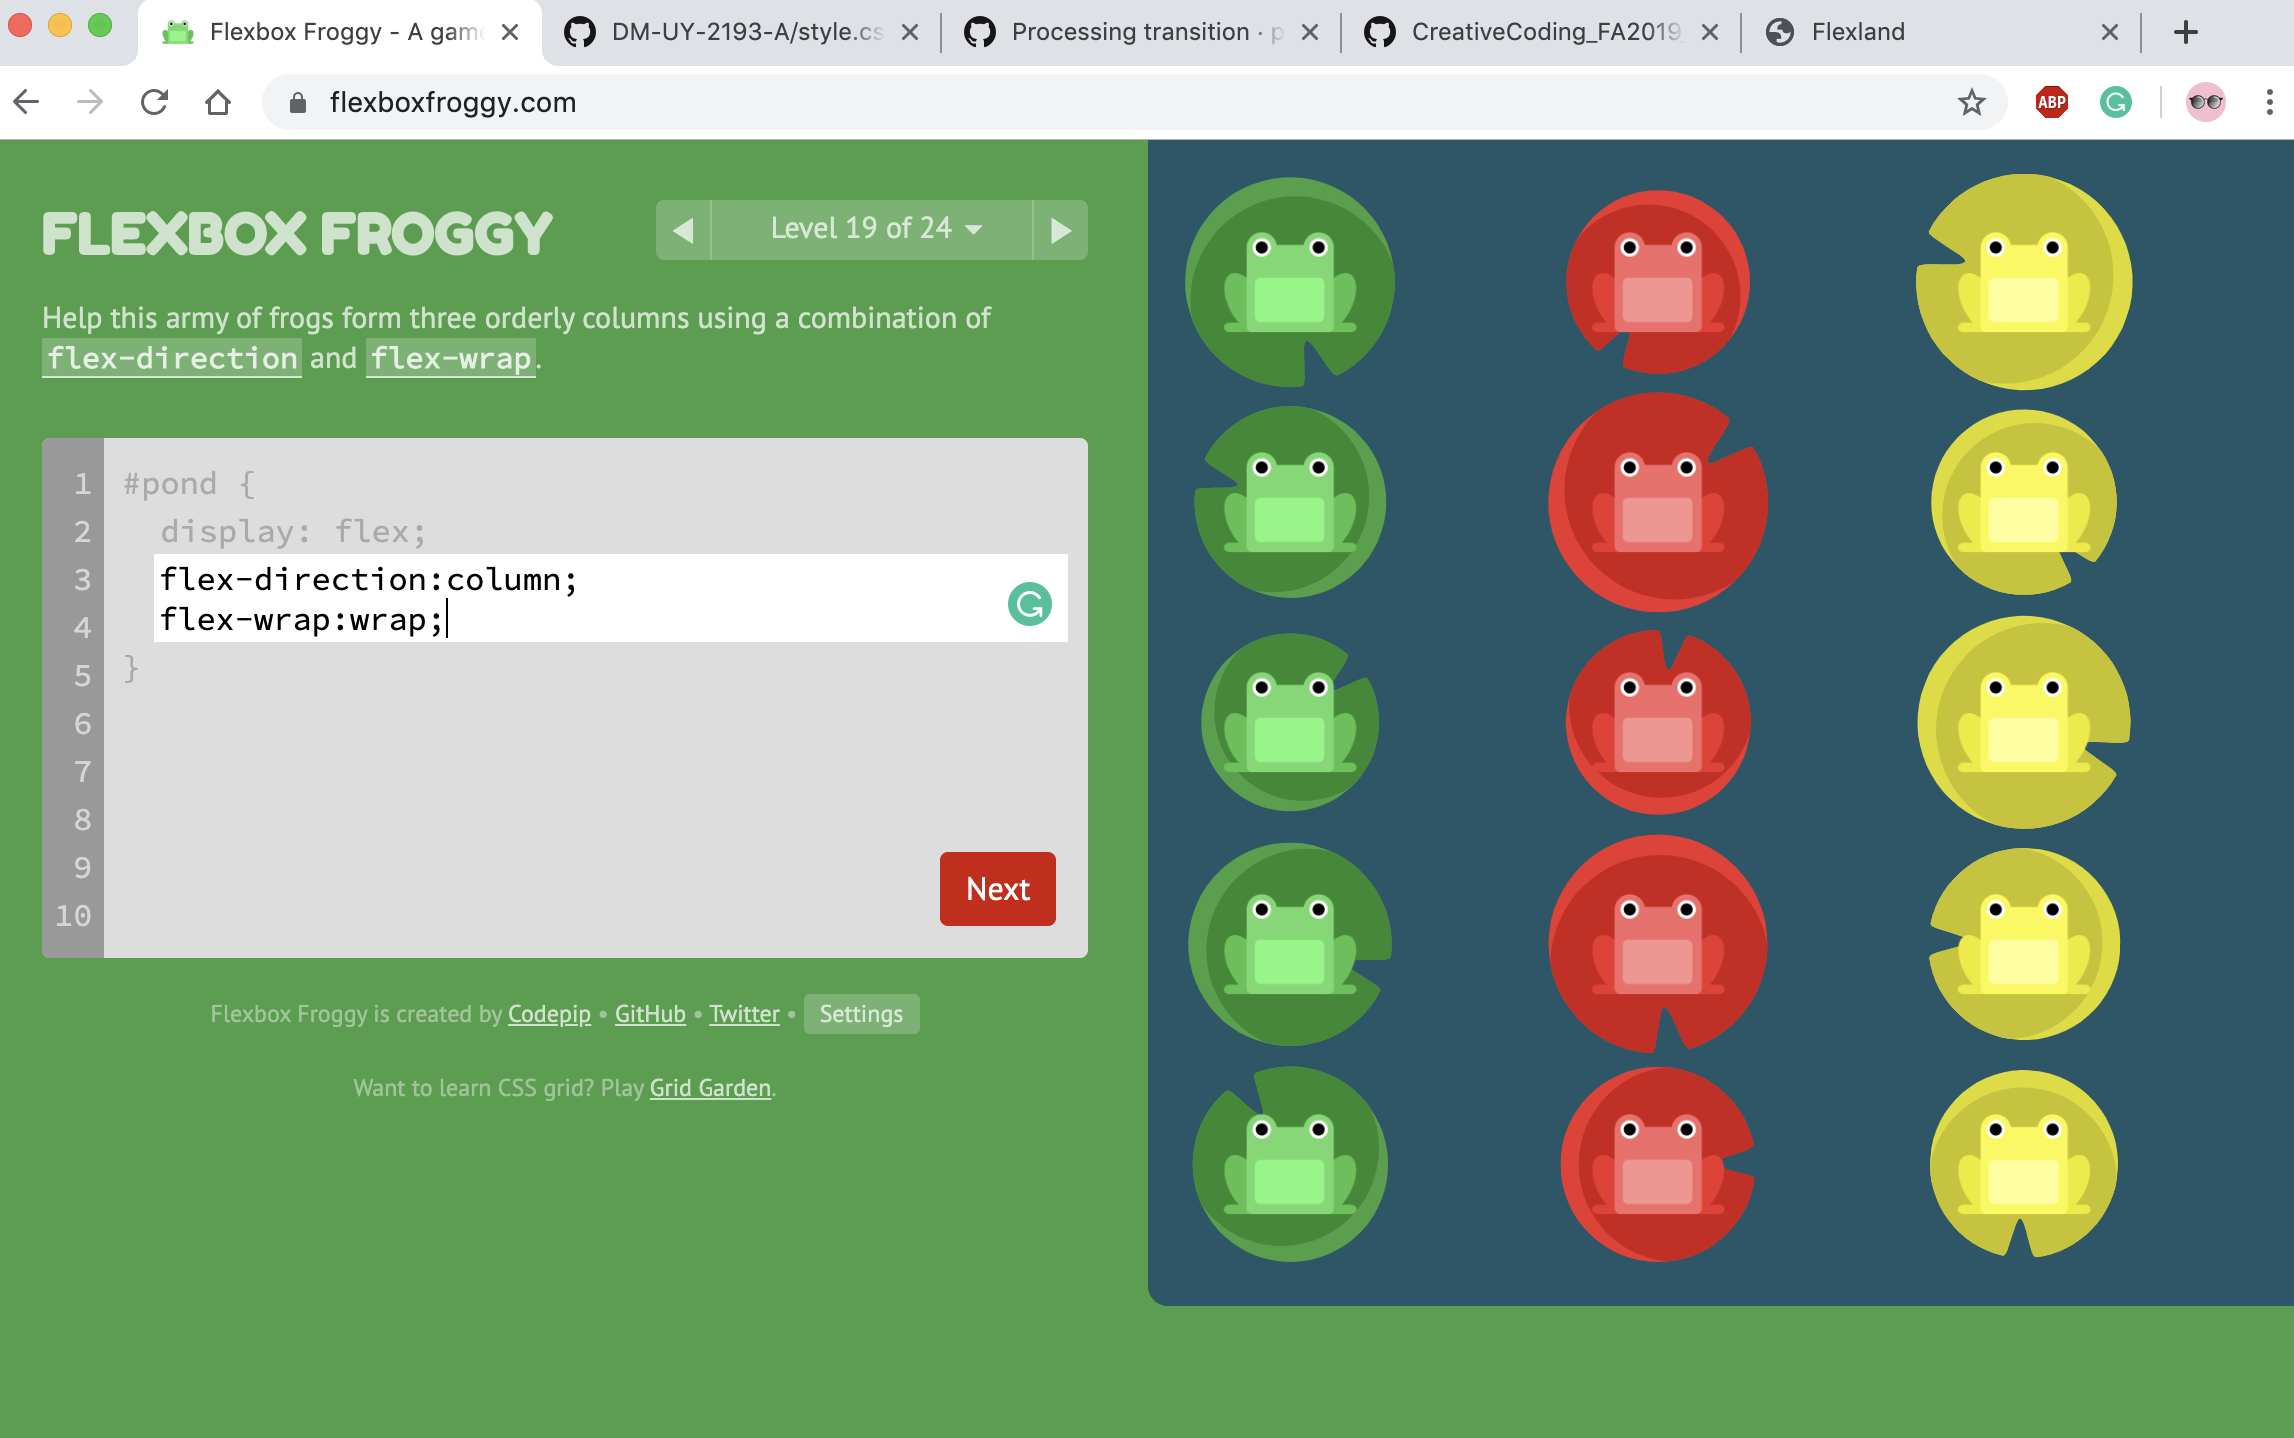 Flexbox Froggy - A game
DM-UY-2193-A/style.cs
Processing transition · p
CreativeCoding_FA2019
Flexland
flexboxfroggy.com
ABP
FLEXBOX FROGGY
Level 19 of 24
Help this army of frogs form three orderly columns using a combination of
flex-direction and flex-wrap.
1 #pond {
2 display: flex;
3 flex-direction:column;
4 flex-wrap:wrap;
5 }
6
7
8
9
10
Next
Flexbox Froggy is created by Codepip • GitHub • Twitter • Settings
Want to learn CSS grid? Play Grid Garden.